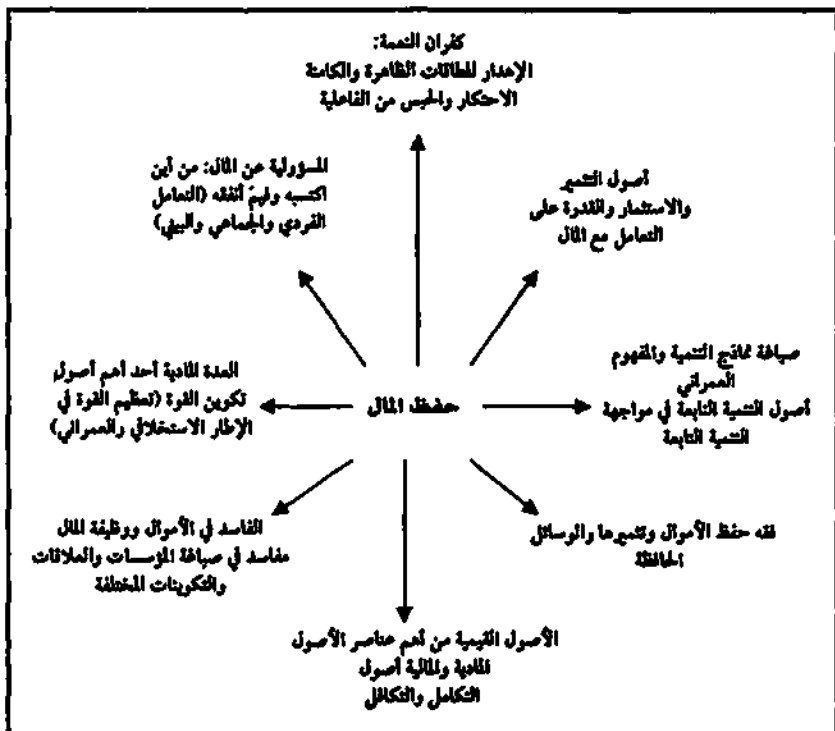 كفران النعمة:
الإهدار للطاقات الظاهرة والكامنة
الاحتكار والحبس من الفاعلية
المسؤولية عن المال: من أين
اكتسبه وفيمَ أنفقه (التعامل
الفردي والجماعي والبيئي)
أصول التثمير
والاستثمار والقدرة على
التعامل مع المال
العدة المادية أحد أهم أصول
تكوين القوة (تعظيم القوة في
الإطار الاستخلافي والعمراني)
حفظ المال
صياغة نماذج التنمية والمفهوم
العمراني
أصول التنمية النابعة في مواجهة
التنمية التابعة
المفاسد في الأموال ووظيفة المال
مفاسد في صياغة المؤسسات والعلاقات
والتكوينات المختلفة
فقه حفظ الأموال وتثميرها والوسائل
الحافظة
الأصول القيمية من أهم عناصر الأصول
المادية والمالية أصول
التكامل والتكافل